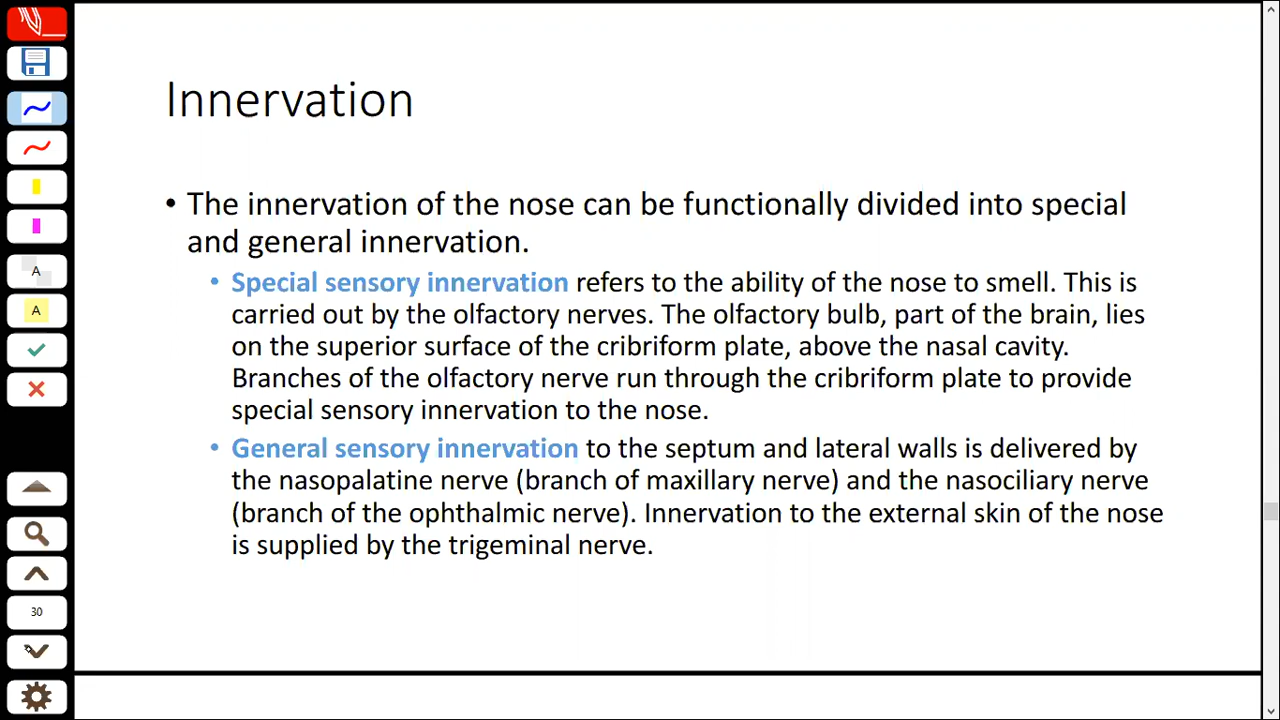 Innervation
• The innervation of the nose can be functionally divided into special
and general innervation.
• Special sensory innervation refers to the ability of the nose to smell. This is
carried out by the olfactory nerves. The olfactory bulb, part of the brain, lies
on the superior surface of the cribriform plate, above the nasal cavity.
Branches of the olfactory nerve run through the cribriform plate to provide
special sensory innervation to the nose.
• General sensory innervation to the septum and lateral walls is delivered by
the nasopalatine nerve (branch of maxillary nerve) and the nasociliary nerve
(branch of the ophthalmic nerve). Innervation to the external skin of the nose
is supplied by the trigeminal nerve.
A
A
30